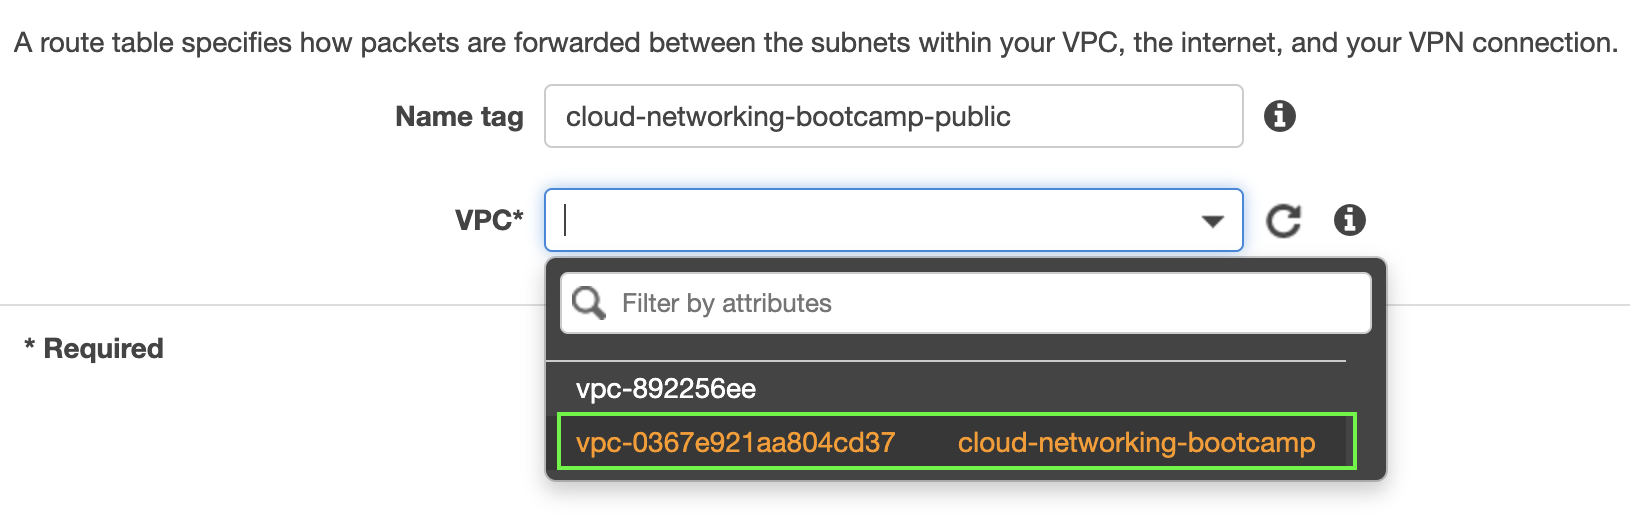 A route table specifies how packets are forwarded between the subnets within your VPC, the internet, and your VPN connection.
Name tag cloud-networking-bootcamp-public
VPC*
Filter by attributes
* Required
vpc-892256ee
vpc-0367e921aa804cd37 cloud-networking-bootcamp